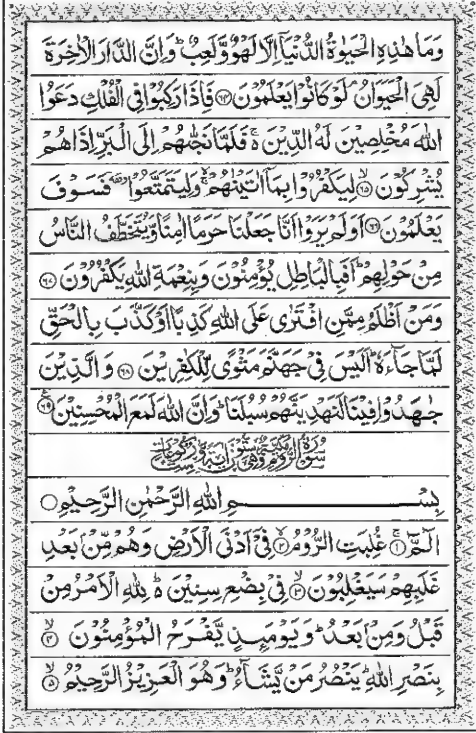 وَمَا هٰذِهِ الْحَيٰوةُ الدُّنْيَاۤ اِلَّا لَهْوٌ وَّلَعِبٌؕ وَاِنَّ الدَّارَ الْاٰخِرَةَ
لَهِيَ الْحَيَوَانُۘ لَوْ كَانُوْا يَعْلَمُوْنَ ﴿۶۴﴾ فَاِذَا رَكِبُوْا فِي الْفُلْكِ دَعَوُا
اللّٰهَ مُخْلِصِيْنَ لَهُ الدِّيْنَ ەۚ فَلَمَّا نَجّٰىهُمْ اِلَى الْبَرِّ اِذَا هُمْ
يُشْرِكُوْنَ ﴿۶۵﴾ۙ لِيَكْفُرُوْا بِمَاۤ اٰتَيْنٰهُمْۚ ۙ وَلِيَتَمَتَّعُوْاٝ فَسَوْفَ
يَعْلَمُوْنَ ﴿۶۶﴾ اَوَلَمْ يَرَوْا اَنَّا جَعَلْنَا حَرَمًا اٰمِنًا وَّيُتَخَطَّفُ النَّاسُ
مِنْ حَوْلِهِمْؕ اَفَبِالْبَاطِلِ يُؤْمِنُوْنَ وَبِنِعْمَةِ اللّٰهِ يَكْفُرُوْنَ ﴿۶۷﴾
وَمَنْ اَظْلَمُ مِمَّنِ افْتَرٰى عَلَى اللّٰهِ كَذِبًا اَوْ كَذَّبَ بِالْحَقِّ
لَمَّا جَآءَهٗؕ اَلَيْسَ فِيْ جَهَنَّمَ مَثْوًى لِّلْكٰفِرِيْنَ ﴿۶۸﴾ وَالَّذِيْنَ
جٰهَدُوْا فِيْنَا لَنَهْدِيَنَّهُمْ سُبُلَنَاؕ وَاِنَّ اللّٰهَ لَمَعَ الْمُحْسِنِيْنَ ﴿۶۹﴾
بِسْمِ اللّٰهِ الرَّحْمٰنِ الرَّحِيْمِ ○
الٓمّٓ ﴿۱﴾ۚ غُلِبَتِ الرُّوْمُ ﴿۲﴾ۙ فِيْۤ اَدْنَى الْاَرْضِ وَهُمْ مِّنْۢ بَعْدِ
غَلَبِهِمْ سَيَغْلِبُوْنَ ﴿۳﴾ۙ فِيْ بِضْعِ سِنِيْنَ ەؕ لِلّٰهِ الْاَمْرُ مِنْ
قَبْلُ وَمِنْۢ بَعْدُؕ وَيَوْمَىِٕذٍ يَّفْرَحُ الْمُؤْمِنُوْنَ ﴿۴﴾ۙ
بِنَصْرِ اللّٰهِؕ يَنْصُرُ مَنْ يَّشَآءُؕ وَهُوَ الْعَزِيْزُ الرَّحِيْمُ ﴿۵﴾ۙ